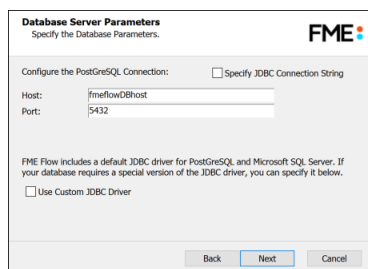 Database Server Parameters
Specify the Database Parameters.
FME
Configure the PostGreSQL Connection:
Specify JDBC Connection String
Host:
fmeflowDBhost
Port:
5432
FME Flow includes a default JDBC driver for PostgreSQL and Microsoft SQL Server. If
your database requires a special version of the JDBC driver, you can specify it below.
Use Custom JDBC Driver
Back
Next
Cancel